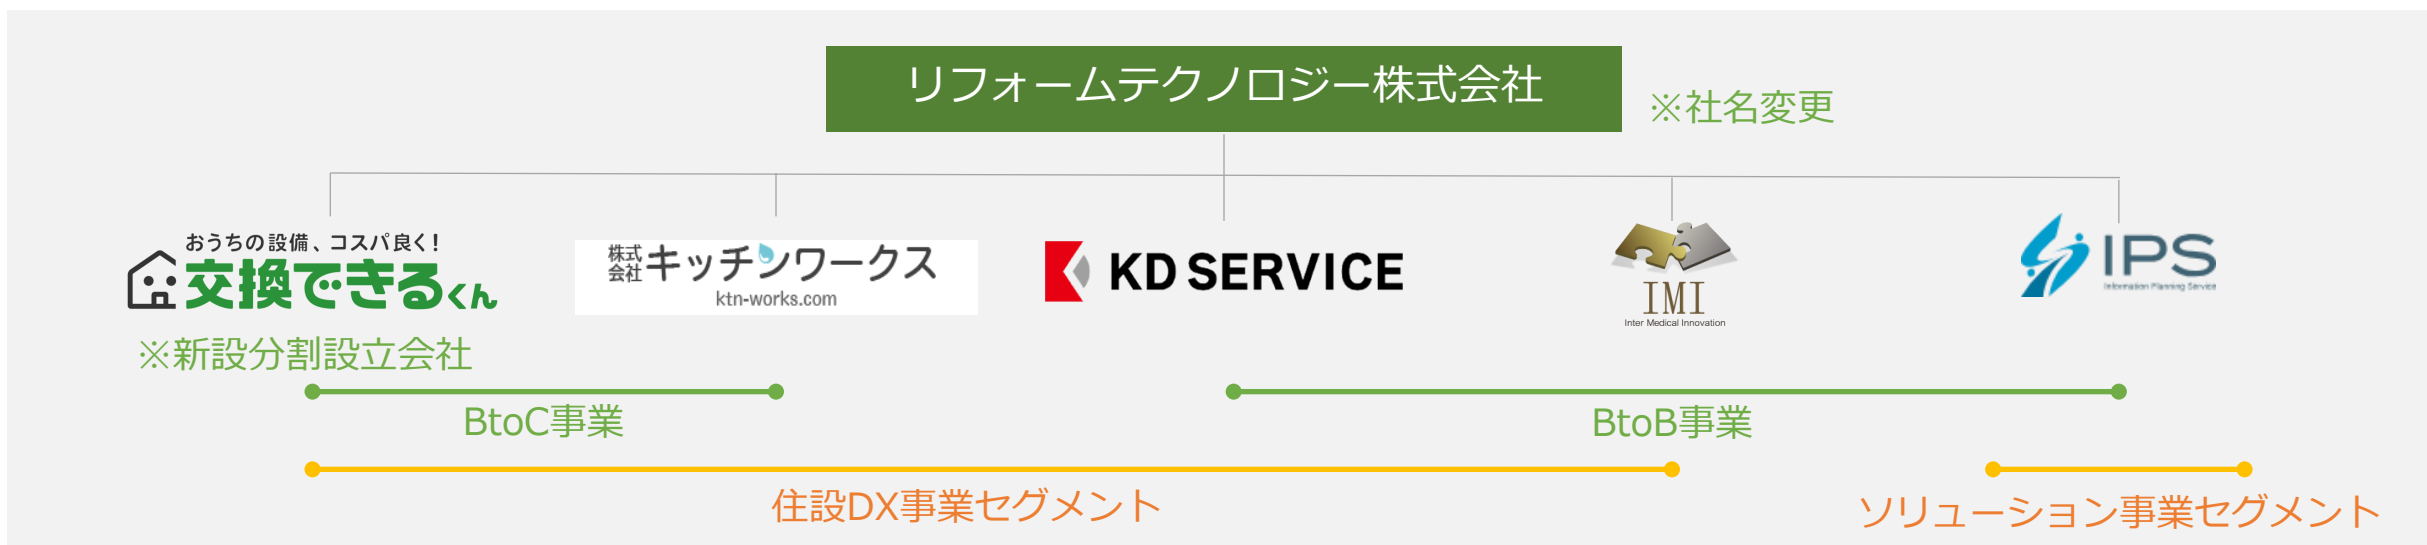 リフォームテクノロジー株式会社
※社名変更
おうちの設備、コスパ良く!
交換できるくん
※新設分割設立会社
株式会社キッチンワークス
ktn-works.com
KD SERVICE
IMI
Inter Medical Innovation
IPS
Information Planning Service
BtoC事業
BtoB事業
住設DX事業セグメント
ソリューション事業セグメント